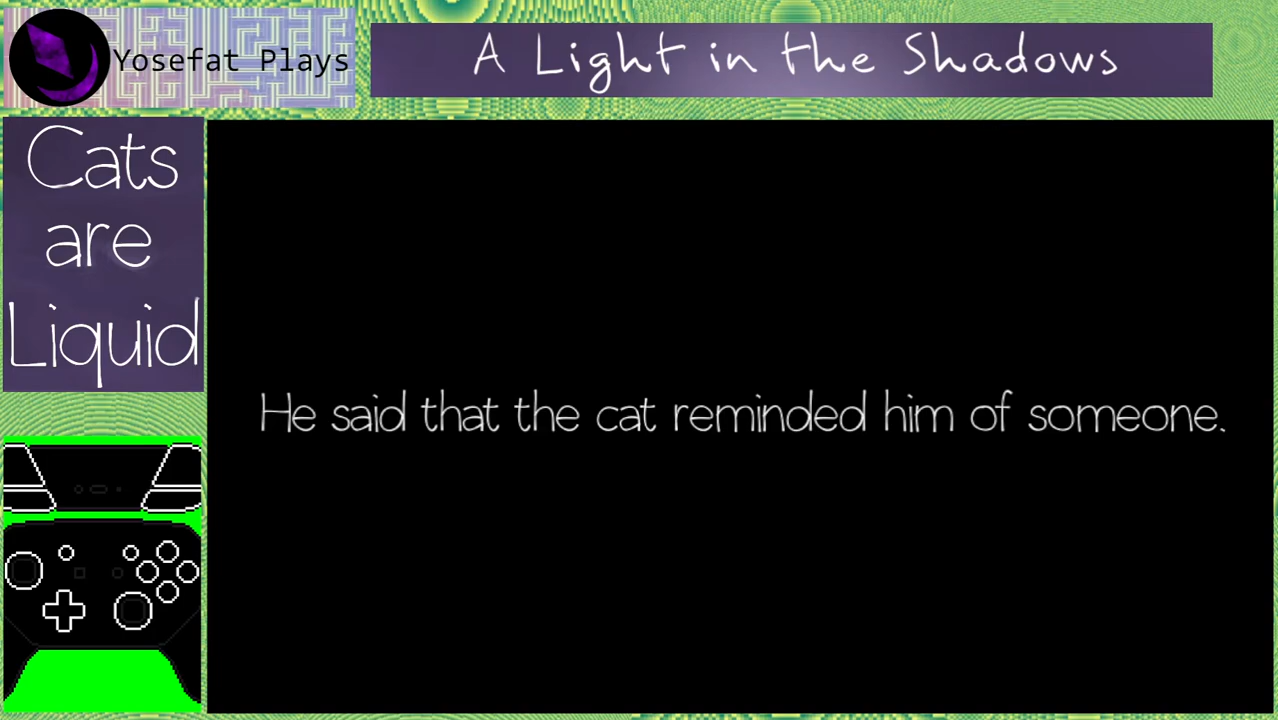 Yosefat Plays
A Light in the Shadows
Cats
are
Liquid
He said that the cat reminded him of someone.